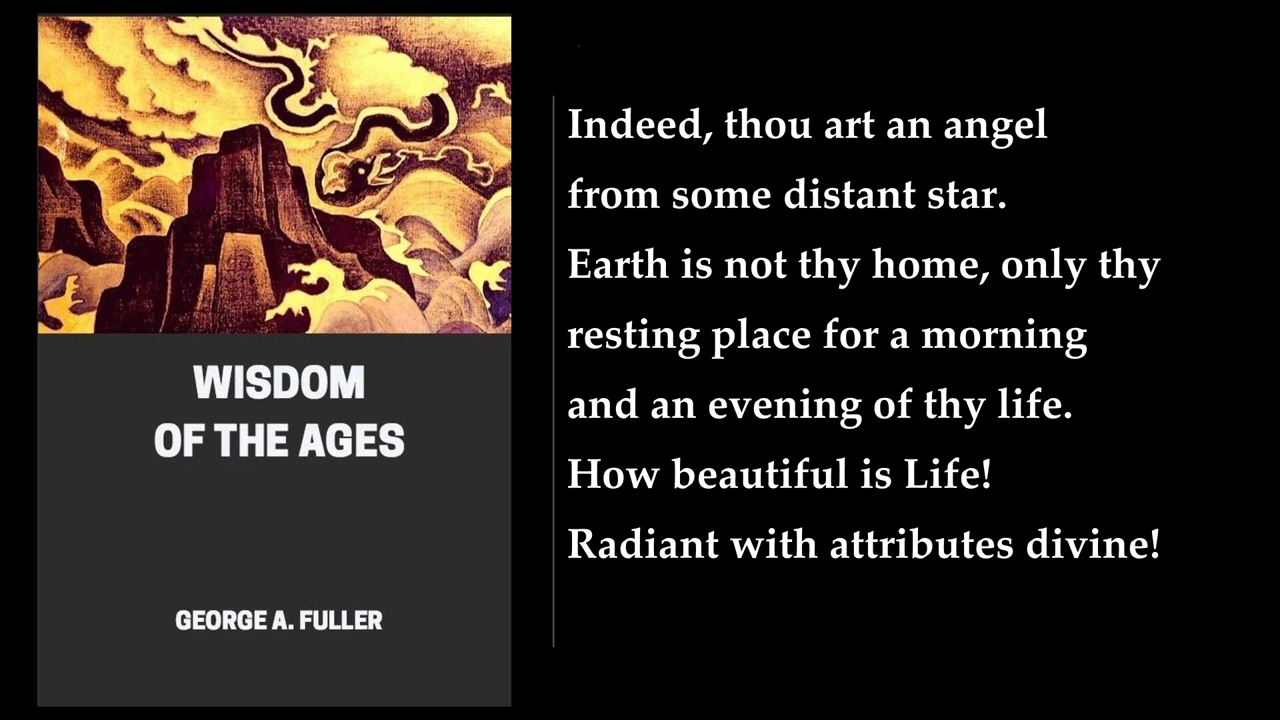 WISDOM
OF THE AGES
GEORGE A. FULLER
Indeed, thou art an angel
from some distant star.
Earth is not thy home, only thy
resting place for a morning
and an evening of thy life.
How beautiful is Life!
Radiant with attributes divine!